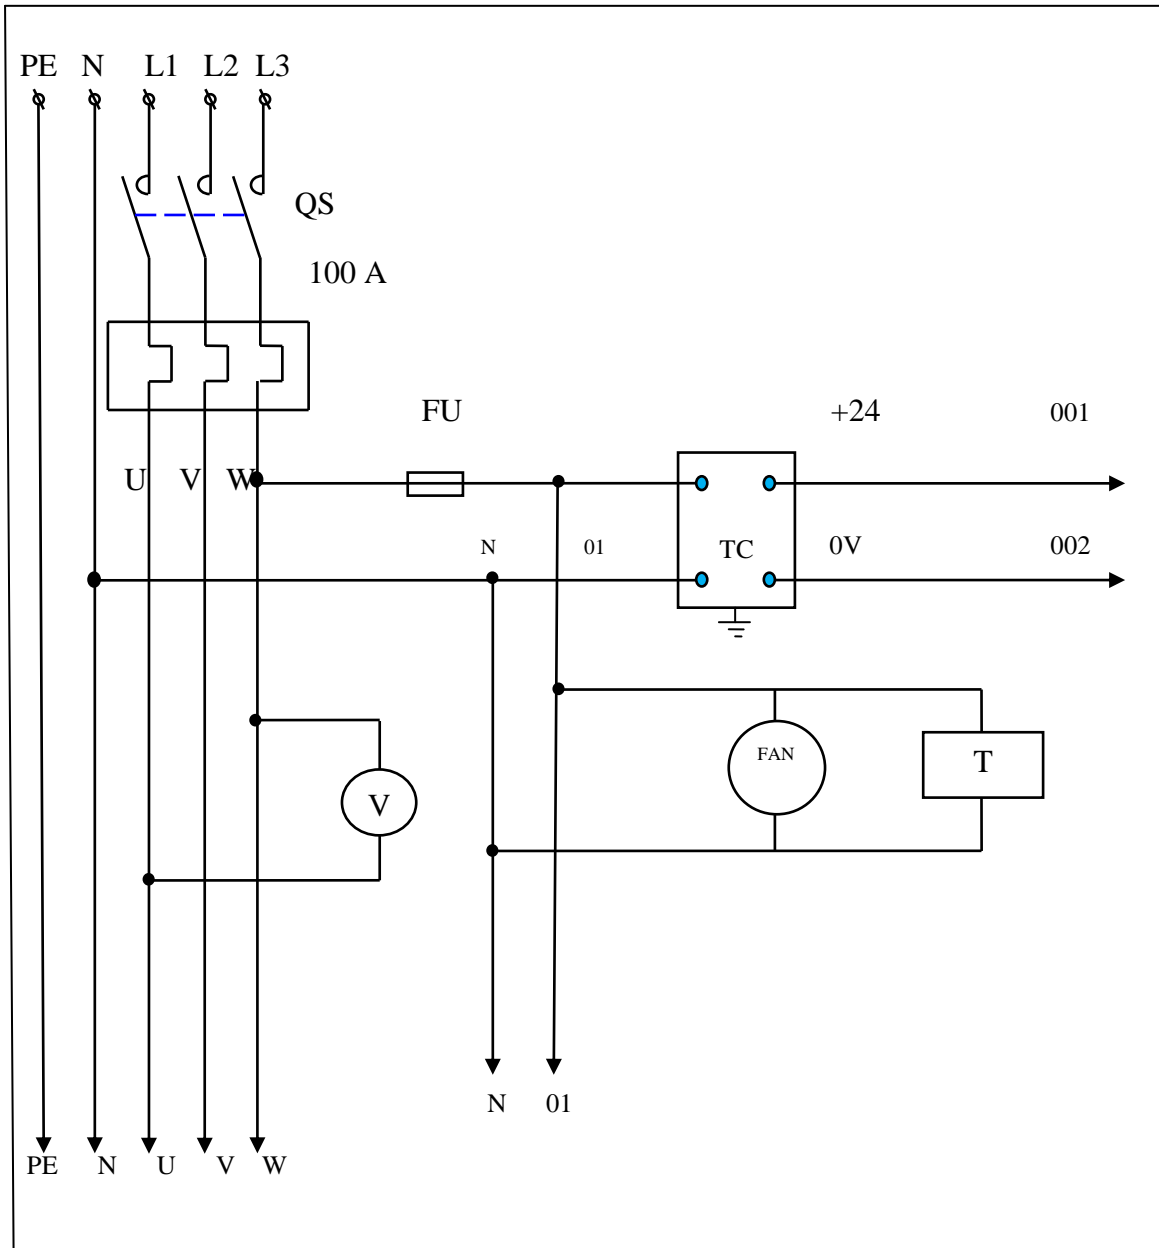 PE N L1 L2 L3
QS
100 A
FU +24 001
U V W
N 01 TC 0V 002
FAN T
V
N 01
PE N U V W